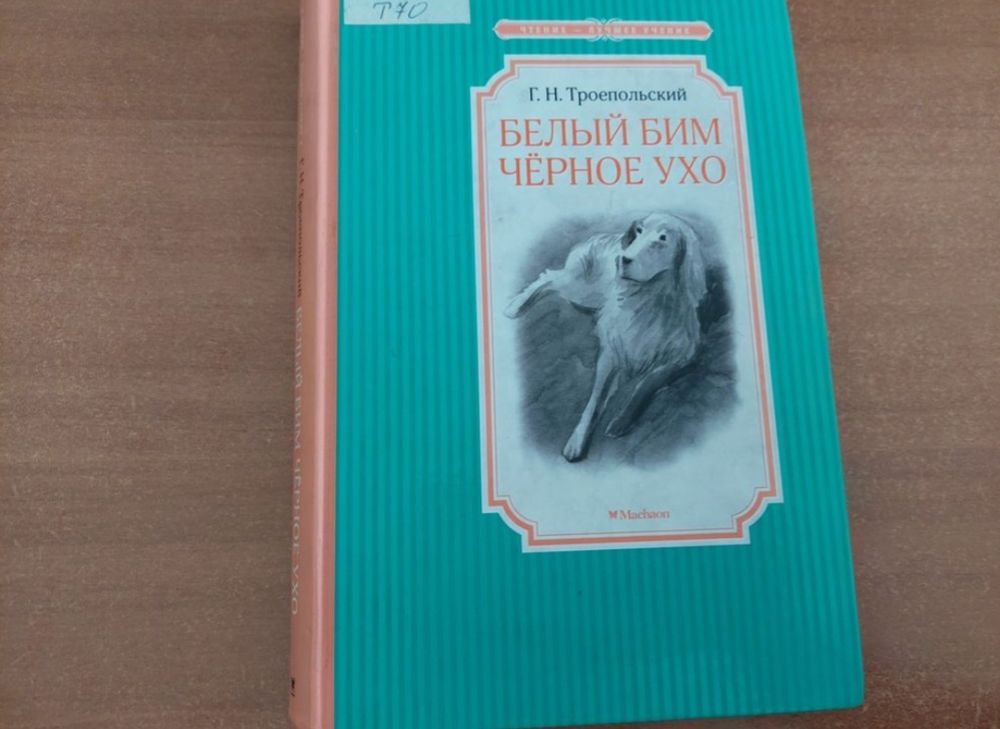 Т70
ЧТЕНИЕ – ЛУЧШЕЕ УЧЕНИЕ
Г. Н. Троепольский
БЕЛЫЙ БИМ
ЧЁРНОЕ УХО
Machaon
Г. Н. Троепольский БЕЛЫЙ БИМ ЧЁРНОЕ УХО